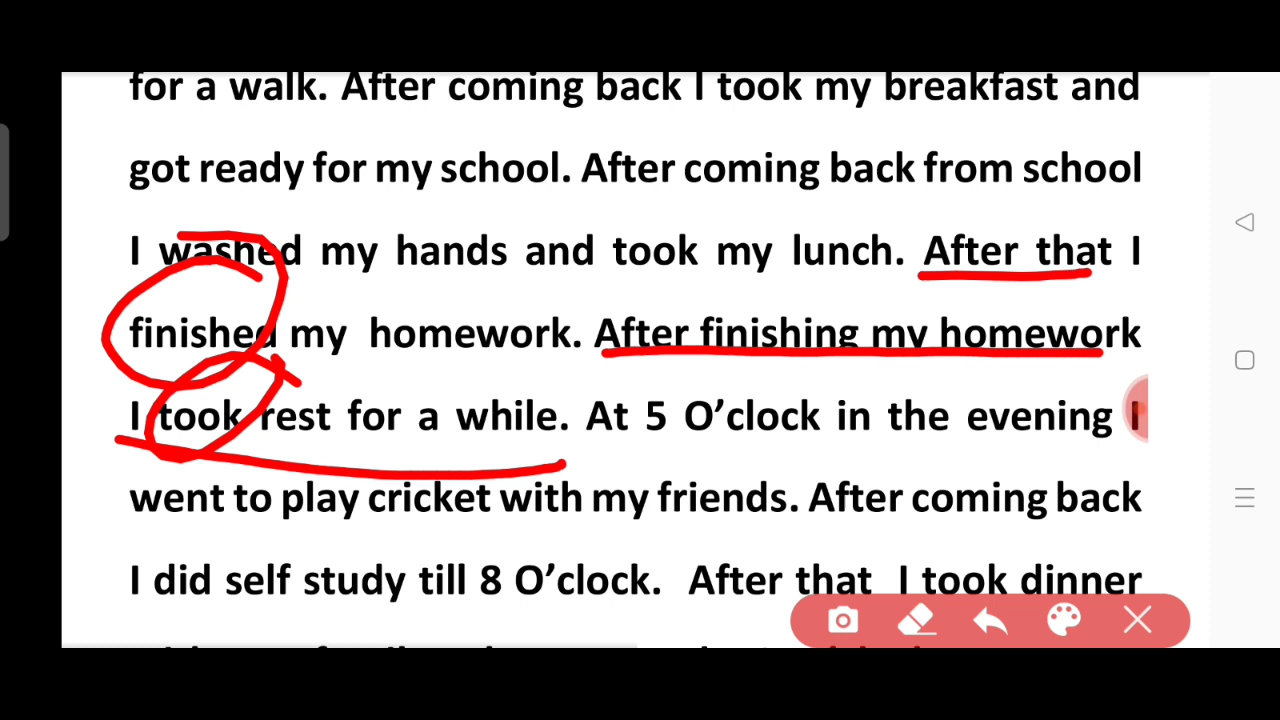 for a walk. After coming back I took my breakfast and
got ready for my school. After coming back from school
I washed my hands and took my lunch. After that I
finished my homework. After finishing my homework
I took rest for a while. At 5 O’clock in the evening I
went to play cricket with my friends. After coming back
I did self study till 8 O’clock. After that I took dinner